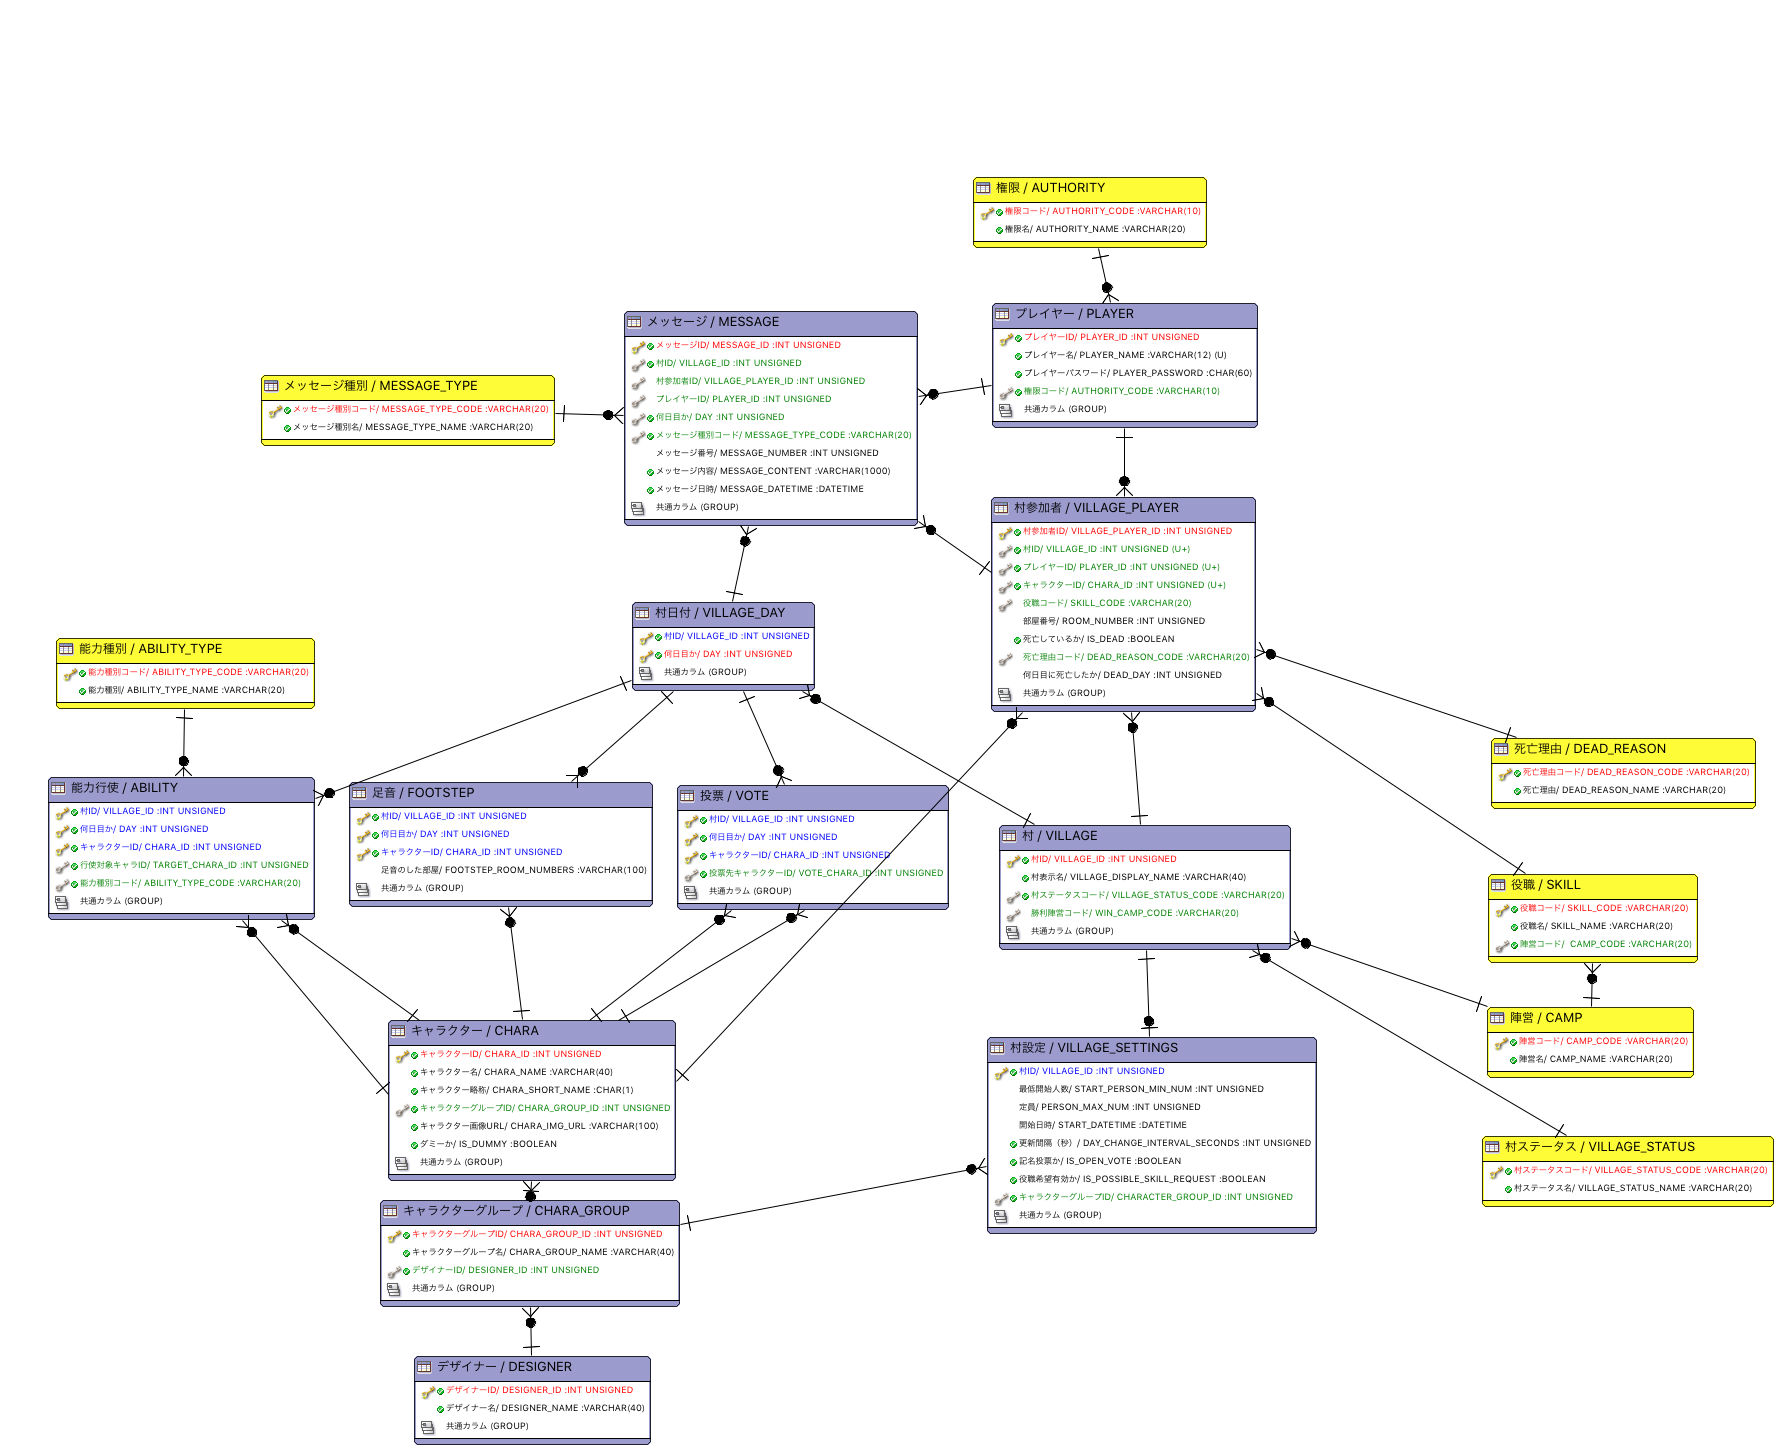 権限 / AUTHORITY
権限コード/ AUTHORITY_CODE :VARCHAR(10)
権限名/ AUTHORITY_NAME :VARCHAR(20)
プレイヤー / PLAYER
プレイヤーID/ PLAYER_ID :INT UNSIGNED
プレイヤー名/ PLAYER_NAME :VARCHAR(12) (U)
プレイヤーパスワード/ PLAYER_PASSWORD :CHAR(60)
権限コード/ AUTHORITY_CODE :VARCHAR(10)
共通カラム (GROUP)
メッセージ / MESSAGE
メッセージID/ MESSAGE_ID :INT UNSIGNED
村ID/ VILLAGE_ID :INT UNSIGNED
村参加者ID/ VILLAGE_PLAYER_ID :INT UNSIGNED
プレイヤーID/ PLAYER_ID :INT UNSIGNED
何日目か/ DAY :INT UNSIGNED
メッセージ種別コード/ MESSAGE_TYPE_CODE :VARCHAR(20)
メッセージ番号/ MESSAGE_NUMBER :INT UNSIGNED
メッセージ内容/ MESSAGE_CONTENT :VARCHAR(1000)
メッセージ日時/ MESSAGE_DATETIME :DATETIME
共通カラム (GROUP)
メッセージ種別 / MESSAGE_TYPE
メッセージ種別コード/ MESSAGE_TYPE_CODE :VARCHAR(20)
メッセージ種別名/ MESSAGE_TYPE_NAME :VARCHAR(20)
村参加者 / VILLAGE_PLAYER
村参加者ID/ VILLAGE_PLAYER_ID :INT UNSIGNED
村ID/ VILLAGE_ID :INT UNSIGNED (U+)
プレイヤーID/ PLAYER_ID :INT UNSIGNED (U+)
キャラクターID/ CHARA_ID :INT UNSIGNED (U+)
役職コード/ SKILL_CODE :VARCHAR(20)
部屋番号/ ROOM_NUMBER :INT UNSIGNED
死亡しているか/ IS_DEAD :BOOLEAN
死亡理由コード/ DEAD_REASON_CODE :VARCHAR(20)
何日目に死亡したか/ DEAD_DAY :INT UNSIGNED
共通カラム (GROUP)
村日付 / VILLAGE_DAY
村ID/ VILLAGE_ID :INT UNSIGNED
何日目か/ DAY :INT UNSIGNED
共通カラム (GROUP)
能力種別 / ABILITY_TYPE
能力種別コード/ ABILITY_TYPE_CODE :VARCHAR(20)
能力種別/ ABILITY_TYPE_NAME :VARCHAR(20)
死亡理由 / DEAD_REASON
死亡理由コード/ DEAD_REASON_CODE :VARCHAR(20)
死亡理由/ DEAD_REASON_NAME :VARCHAR(20)
能力行使 / ABILITY
村ID/ VILLAGE_ID :INT UNSIGNED
何日目か/ DAY :INT UNSIGNED
キャラクターID/ CHARA_ID :INT UNSIGNED
行使対象キャラID/ TARGET_CHARA_ID :INT UNSIGNED
能力種別コード/ ABILITY_TYPE_CODE :VARCHAR(20)
共通カラム (GROUP)
足音 / FOOTSTEP
村ID/ VILLAGE_ID :INT UNSIGNED
何日目か/ DAY :INT UNSIGNED
キャラクターID/ CHARA_ID :INT UNSIGNED
足音のした部屋/ FOOTSTEP_ROOM_NUMBERS :VARCHAR(100)
共通カラム (GROUP)
投票 / VOTE
村ID/ VILLAGE_ID :INT UNSIGNED
何日目か/ DAY :INT UNSIGNED
キャラクターID/ CHARA_ID :INT UNSIGNED
投票先キャラクターID/ VOTE_CHARA_ID :INT UNSIGNED
共通カラム (GROUP)
村 / VILLAGE
村ID/ VILLAGE_ID :INT UNSIGNED
村表示名/ VILLAGE_DISPLAY_NAME :VARCHAR(40)
村ステータスコード/ VILLAGE_STATUS_CODE :VARCHAR(20)
勝利陣営コード/ WIN_CAMP_CODE :VARCHAR(20)
共通カラム (GROUP)
役職 / SKILL
役職コード/ SKILL_CODE :VARCHAR(20)
役職名/ SKILL_NAME :VARCHAR(20)
陣営コード/ CAMP_CODE :VARCHAR(20)
陣営 / CAMP
陣営コード/ CAMP_CODE :VARCHAR(20)
陣営名/ CAMP_NAME :VARCHAR(20)
キャラクター / CHARA
キャラクターID/ CHARA_ID :INT UNSIGNED
キャラクター名/ CHARA_NAME :VARCHAR(40)
キャラクター略称/ CHARA_SHORT_NAME :CHAR(1)
キャラクターグループID/ CHARA_GROUP_ID :INT UNSIGNED
キャラクター画像URL/ CHARA_IMG_URL :VARCHAR(100)
ダミーか/ IS_DUMMY :BOOLEAN
共通カラム (GROUP)
村設定 / VILLAGE_SETTINGS
村ID/ VILLAGE_ID :INT UNSIGNED
最低開始人数/ START_PERSON_MIN_NUM :INT UNSIGNED
定員/ PERSON_MAX_NUM :INT UNSIGNED
開始日時/ START_DATETIME :DATETIME
更新間隔（秒）/ DAY_CHANGE_INTERVAL_SECONDS :INT UNSIGNED
記名投票か/ IS_OPEN_VOTE :BOOLEAN
役職希望有効か/ IS_POSSIBLE_SKILL_REQUEST :BOOLEAN
キャラクターグループID/ CHARACTER_GROUP_ID :INT UNSIGNED
共通カラム (GROUP)
村ステータス / VILLAGE_STATUS
村ステータスコード/ VILLAGE_STATUS_CODE :VARCHAR(20)
村ステータス名/ VILLAGE_STATUS_NAME :VARCHAR(20)
キャラクターグループ / CHARA_GROUP
キャラクターグループID/ CHARA_GROUP_ID :INT UNSIGNED
キャラクターグループ名/ CHARA_GROUP_NAME :VARCHAR(40)
デザイナーID/ DESIGNER_ID :INT UNSIGNED
共通カラム (GROUP)
デザイナー / DESIGNER
デザイナーID/ DESIGNER_ID :INT UNSIGNED
デザイナー名/ DESIGNER_NAME :VARCHAR(40)
共通カラム (GROUP)